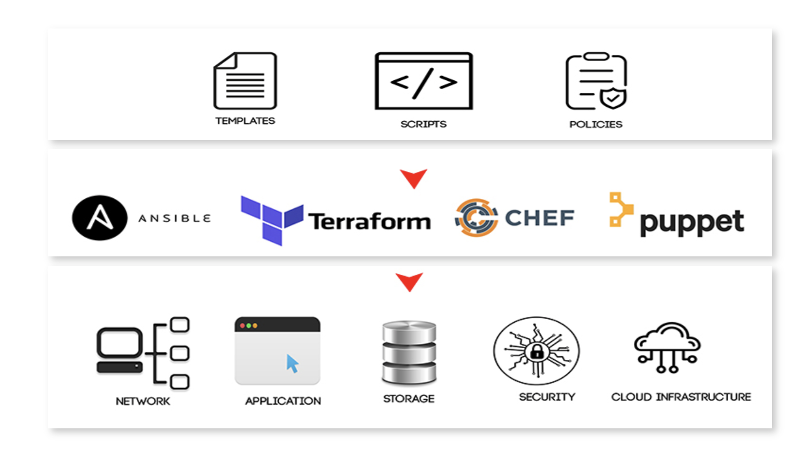 TEMPLATES
SCRIPTS
POLICIES
ANSIBLE
Terraform
CHEF
puppet
NETWORK
APPLICATION
STORAGE
SECURITY
CLOUD INFRASTRUCTURE